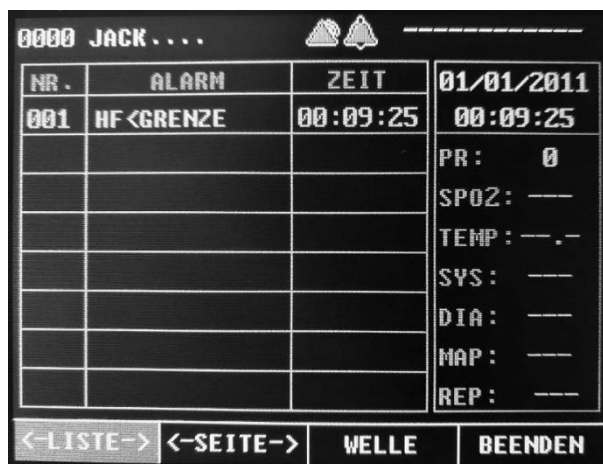 0000 JACK.... --------------
NR. ALARM ZEIT 01/01/2011
001 HF<GRENZE 00:09:25 00:09:25
PR: 0
SPO2: ---
TEMP: --.-
SYS: ---
DIA: ---
MAP: ---
REP: ---
<-LISTE-> <-SEITE-> WELLE BEENDEN